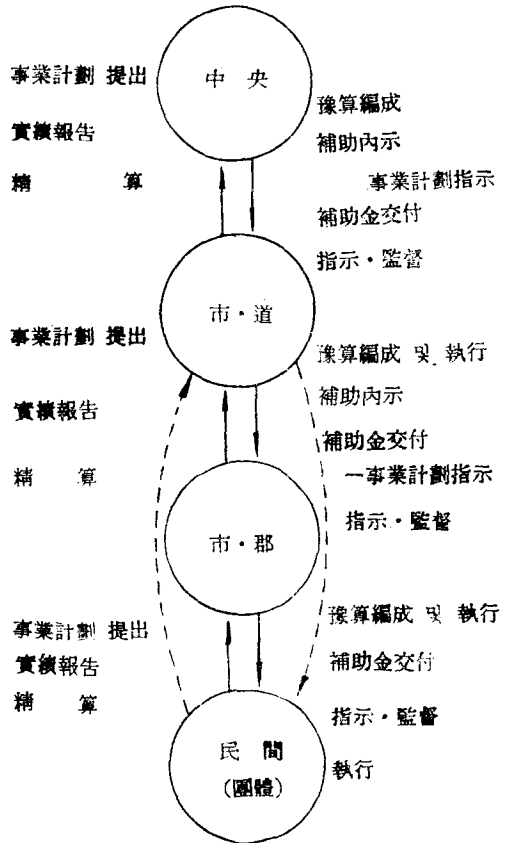 中 央
事業計劃 提出
豫算編成
實績報告
補助內示
精 算
事業計劃指示
補助金交付
指示·監督
市·道
事業計劃 提出
豫算編成 및 執行
補助內示
實績報告
補助金交付
精 算
一事業計劃指示
市·郡
指示·監督
豫算編成 및 執行
事業計劃 提出
實績報告
補助金交付
精 算
指示·監督
民 間
(團體)
執行